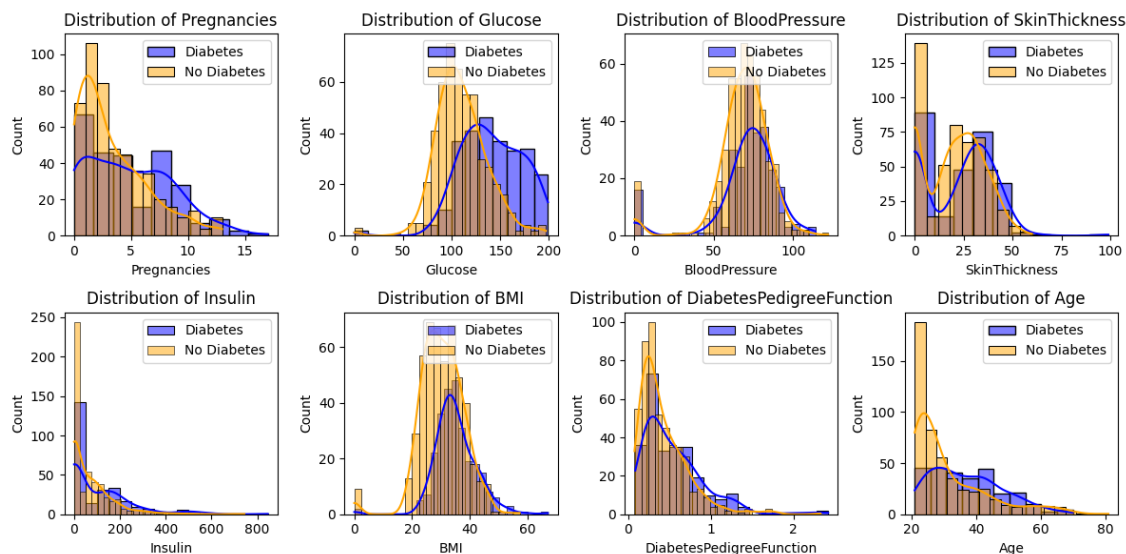 Distribution of Pregnancies
Count
100
80
60
40
20
0
Diabetes
No Diabetes
0 5 10 15
Pregnancies
Distribution of Glucose
Count
80
60
40
20
0
Diabetes
No Diabetes
0 50 100 150 200
Glucose
Distribution of BloodPressure
Count
60
40
20
0
Diabetes
No Diabetes
0 50 100
BloodPressure
Distribution of SkinThickness
Count
125
100
75
50
25
0
Diabetes
No Diabetes
0 25 50 75 100
SkinThickness
Distribution of Insulin
Count
250
200
150
100
50
0
Diabetes
No Diabetes
0 200 400 600 800
Insulin
Distribution of BMI
Count
60
40
20
0
Diabetes
No Diabetes
0 20 40 60
BMI
Distribution of DiabetesPedigreeFunction
Count
100
80
60
40
20
0
Diabetes
No Diabetes
0 1 2
DiabetesPedigreeFunction
Distribution of Age
Count
150
100
50
0
Diabetes
No Diabetes
20 40 60 80
Age